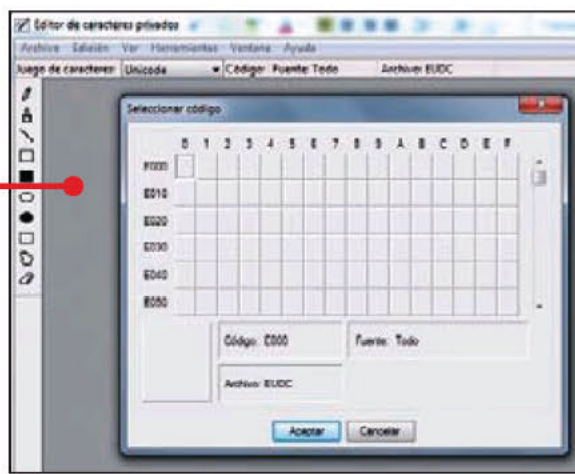 Editor de caracteres privados
Archivo Edición Ver Herramientas Ventana Ayuda
Juego de caracteres: Unicode Código: Fuente: Todo Archivo: EUDC
Seleccionar código
0 1 2 3 4 5 6 7 8 9 A B C D E F
E000
E010
E020
E030
E040
E050
Código: E000 Fuente: Todo
Archivo: EUDC
Aceptar Cancelar